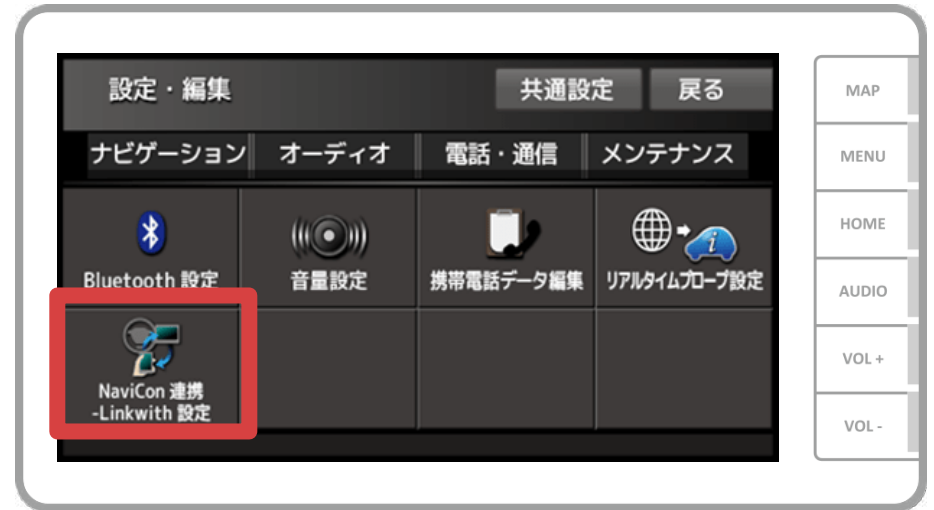 設定・編集 共通設定 戻る
ナビゲーション オーディオ 電話・通信 メンテナンス
Bluetooth 設定 音量設定 携帯電話データ編集 リアルタイムプローブ設定
NaviCon 連携
-Linkwith 設定
MAP
MENU
HOME
AUDIO
VOL +
VOL -